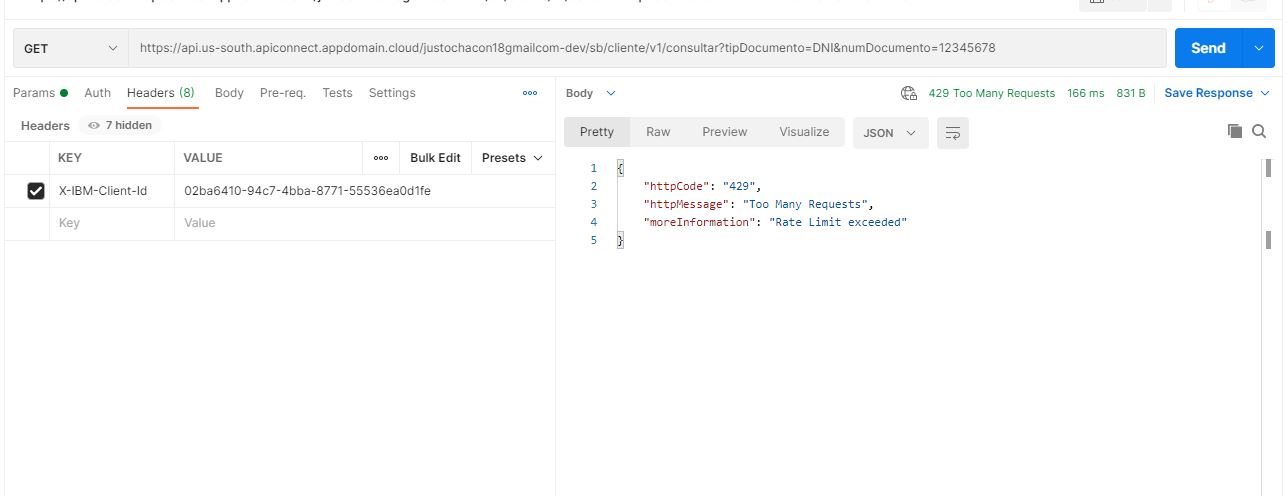 GET
https://api.us-south.apiconnect.appdomain.cloud/justochacon18gmailcom-dev/sb/cliente/v1/consultar?tipDocumento=DNI&numDocumento=12345678
Send
Params Auth Headers (8) Body Pre-req. Tests Settings
Body 429 Too Many Requests 166 ms 831 B Save Response
Headers 7 hidden
Pretty Raw Preview Visualize JSON
KEY VALUE Bulk Edit Presets
X-IBM-Client-Id 02ba6410-94c7-4bba-8771-55536ea0d1fe
Key Value
1 {
2 "httpCode": "429",
3 "httpMessage": "Too Many Requests",
4 "moreInformation": "Rate Limit exceeded"
5 }